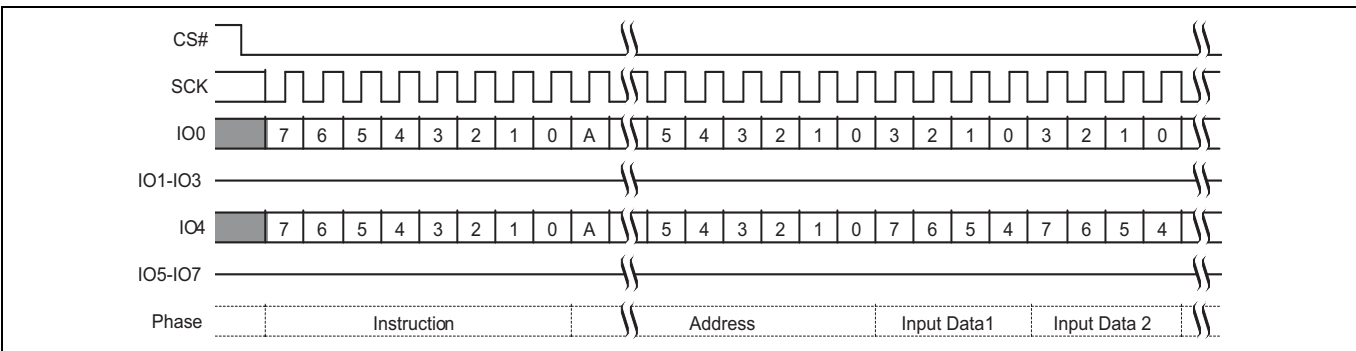 CS#
SCK
IO0 7 6 5 4 3 2 1 0 A 5 4 3 2 1 0 3 2 1 0 3 2 1 0
IO1-IO3
IO4 7 6 5 4 3 2 1 0 A 5 4 3 2 1 0 7 6 5 4 7 6 5 4
IO5-IO7
Phase Instruction Address Input Data1 Input Data 2